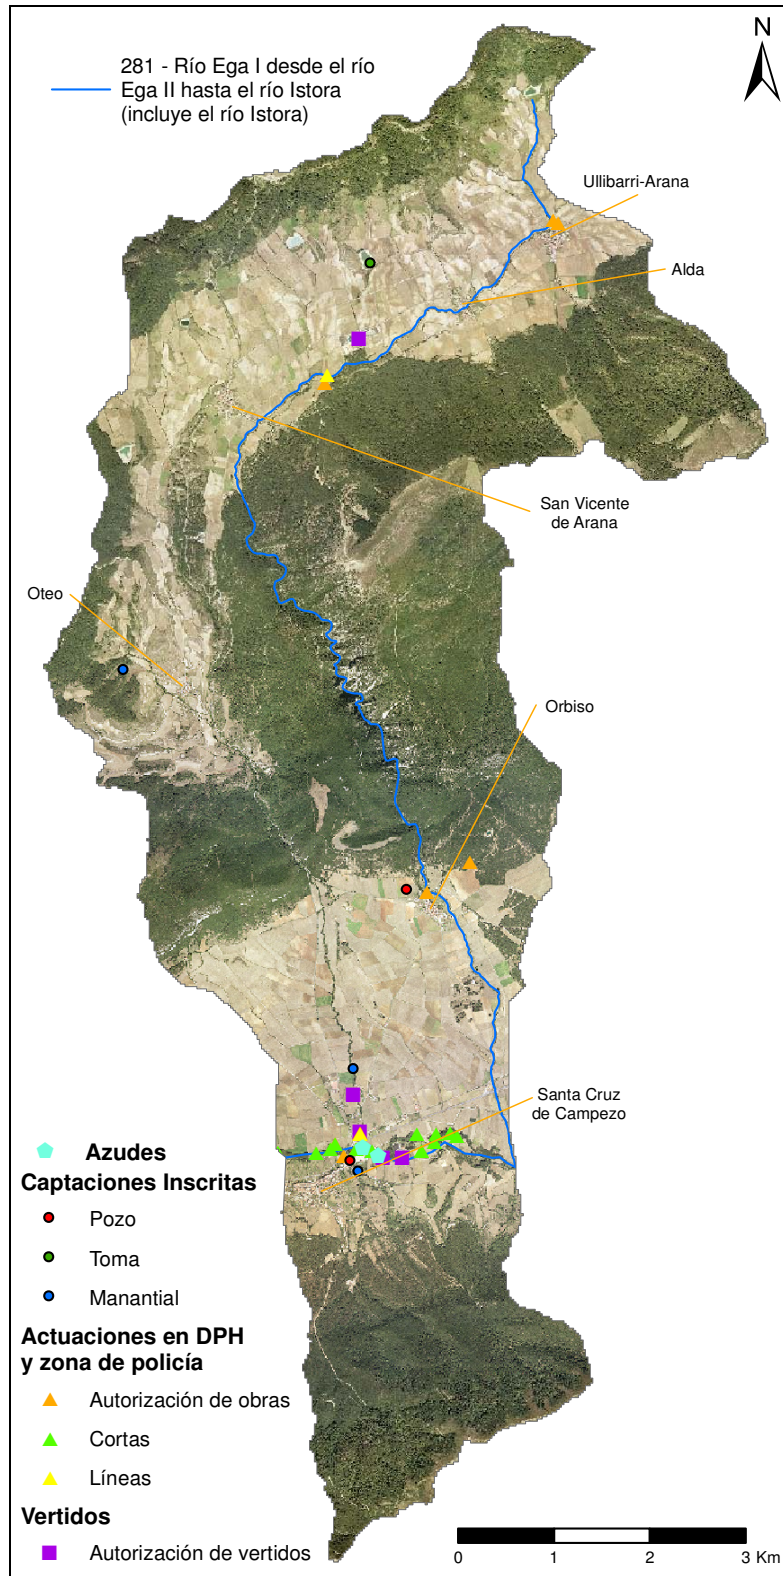 281 - Río Ega I desde el río
Ega II hasta el río Istora
(incluye el río Istora)
N
Ullibarri-Arana
Alda
San Vicente
de Arana
Oteo
Orbiso
Santa Cruz
de Campezo
Azudes
Captaciones Inscritas
Pozo
Toma
Manantial
Actuaciones en DPH
y zona de policía
Autorización de obras
Cortas
Líneas
Vertidos
Autorización de vertidos
0 1 2 3 Km